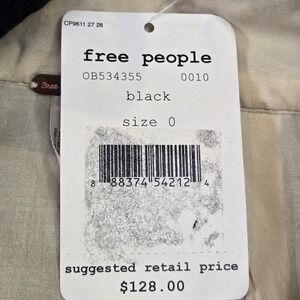 CP9611 27 28
free people
OB534355 0010
black
size 0
8 88374 54212 4
suggested retail price
$128.00
free